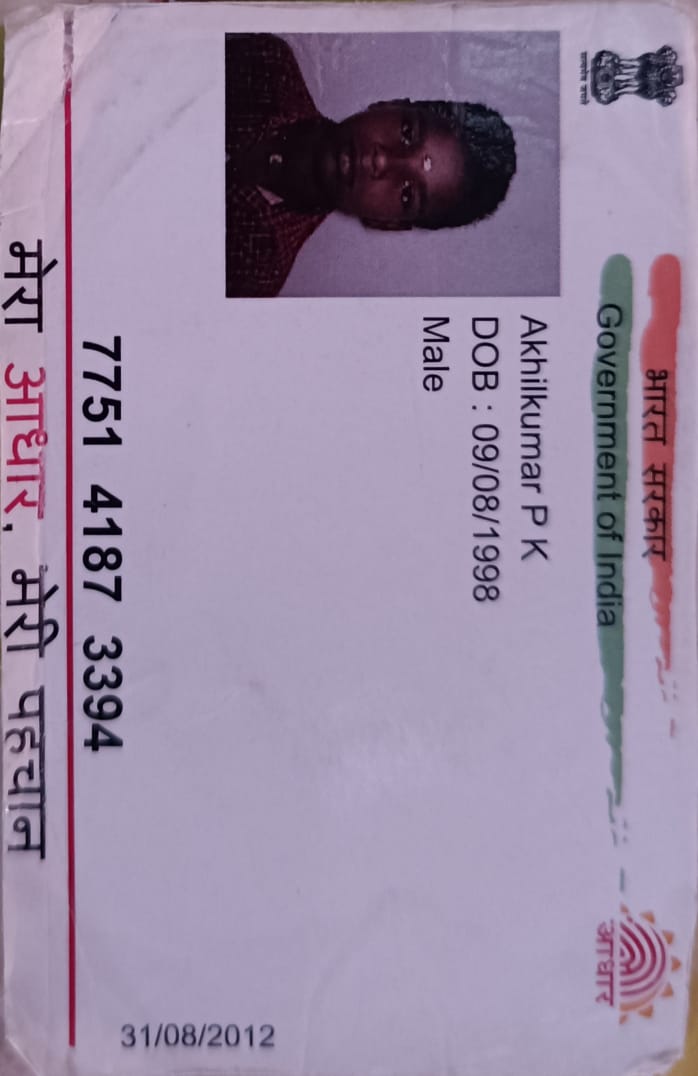 भारत सरकार
Government of India
सत्यमेव जयते
आधार
Akhilkumar P K
DOB : 09/08/1998
Male
31/08/2012
7751 4187 3394
मेरा आधार, मेरी पहचान